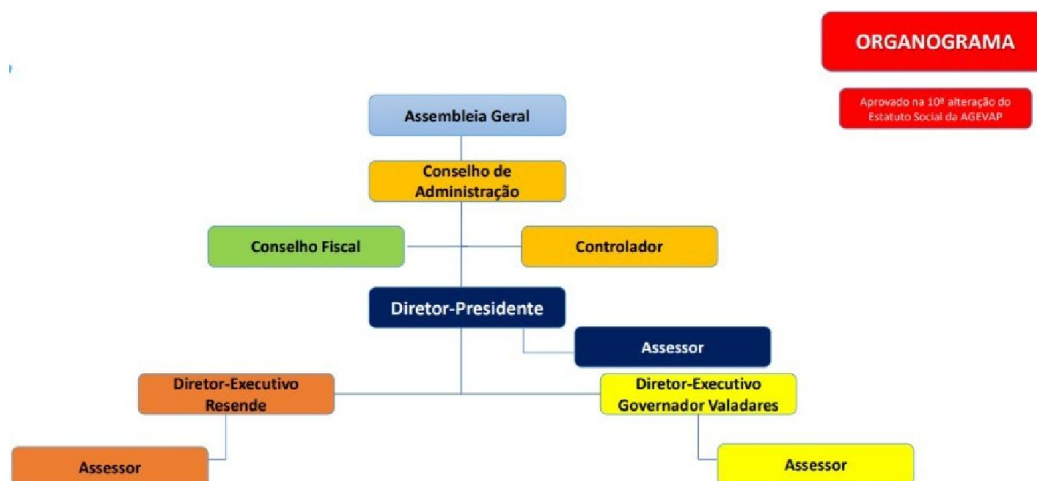 ORGANOGRAMA
Aprovado na 10ª alteração do
Estatuto Social da AGEVAP
Assembleia Geral
Conselho de
Administração
Conselho Fiscal
Controlador
Diretor-Presidente
Assessor
Diretor-Executivo
Resende
Diretor-Executivo
Governador Valadares
Assessor
Assessor